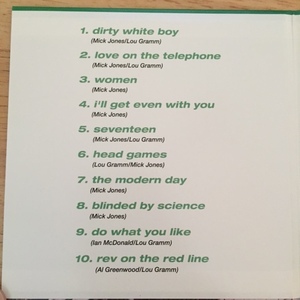 1. dirty white boy
(Mick Jones/Lou Gramm)
2. love on the telephone
(Mick Jones/Lou Gramm)
3. women
(Mick Jones)
4. i'll get even with you
(Mick Jones)
5. seventeen
(Mick Jones/Lou Gramm)
6. head games
(Lou Gramm/Mick Jones)
7. the modern day
(Mick Jones)
8. blinded by science
(Mick Jones)
9. do what you like
(Ian McDonald/Lou Gramm)
10. rev on the red line
(Al Greenwood/Lou Gramm)